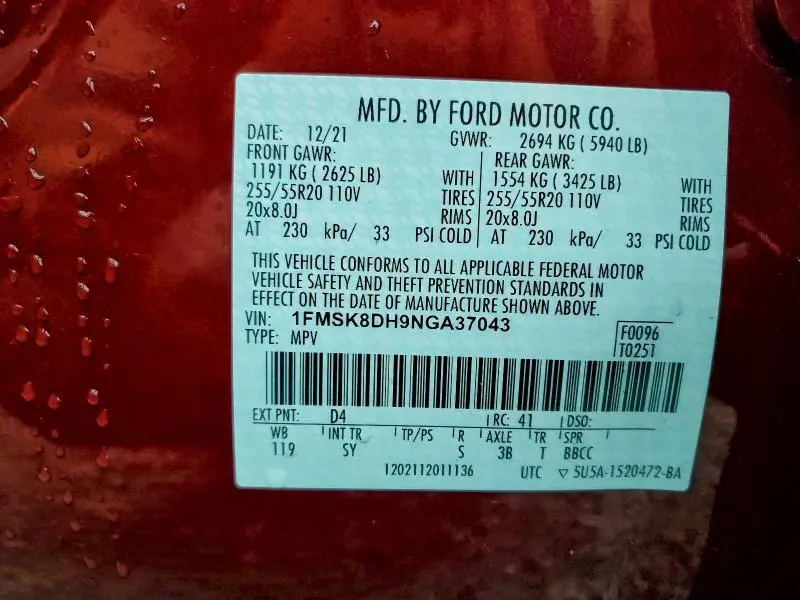 MFD. BY FORD MOTOR CO.
DATE: 12/21 GVWR: 2694 KG ( 5940 LB)
FRONT GAWR: REAR GAWR:
1191 KG ( 2625 LB) WITH 1554 KG ( 3425 LB) WITH
255/55R20 110V TIRES 255/55R20 110V TIRES
20x8.0J RIMS 20x8.0J RIMS
AT 230 kPa/ 33 PSI COLD AT 230 kPa/ 33 PSI COLD
THIS VEHICLE CONFORMS TO ALL APPLICABLE FEDERAL MOTOR
VEHICLE SAFETY AND THEFT PREVENTION STANDARDS IN
EFFECT ON THE DATE OF MANUFACTURE SHOWN ABOVE.
VIN: 1FMSK8DH9NGA37043 F0096
TYPE: MPV T0251
EXT PNT: D4 RC: 41 DSO:
WB INT TR TP/PS R AXLE TR SPR
119 SY S 3B T BBCC
1202112011136 UTC ▽ 5U5A-1520472-BA